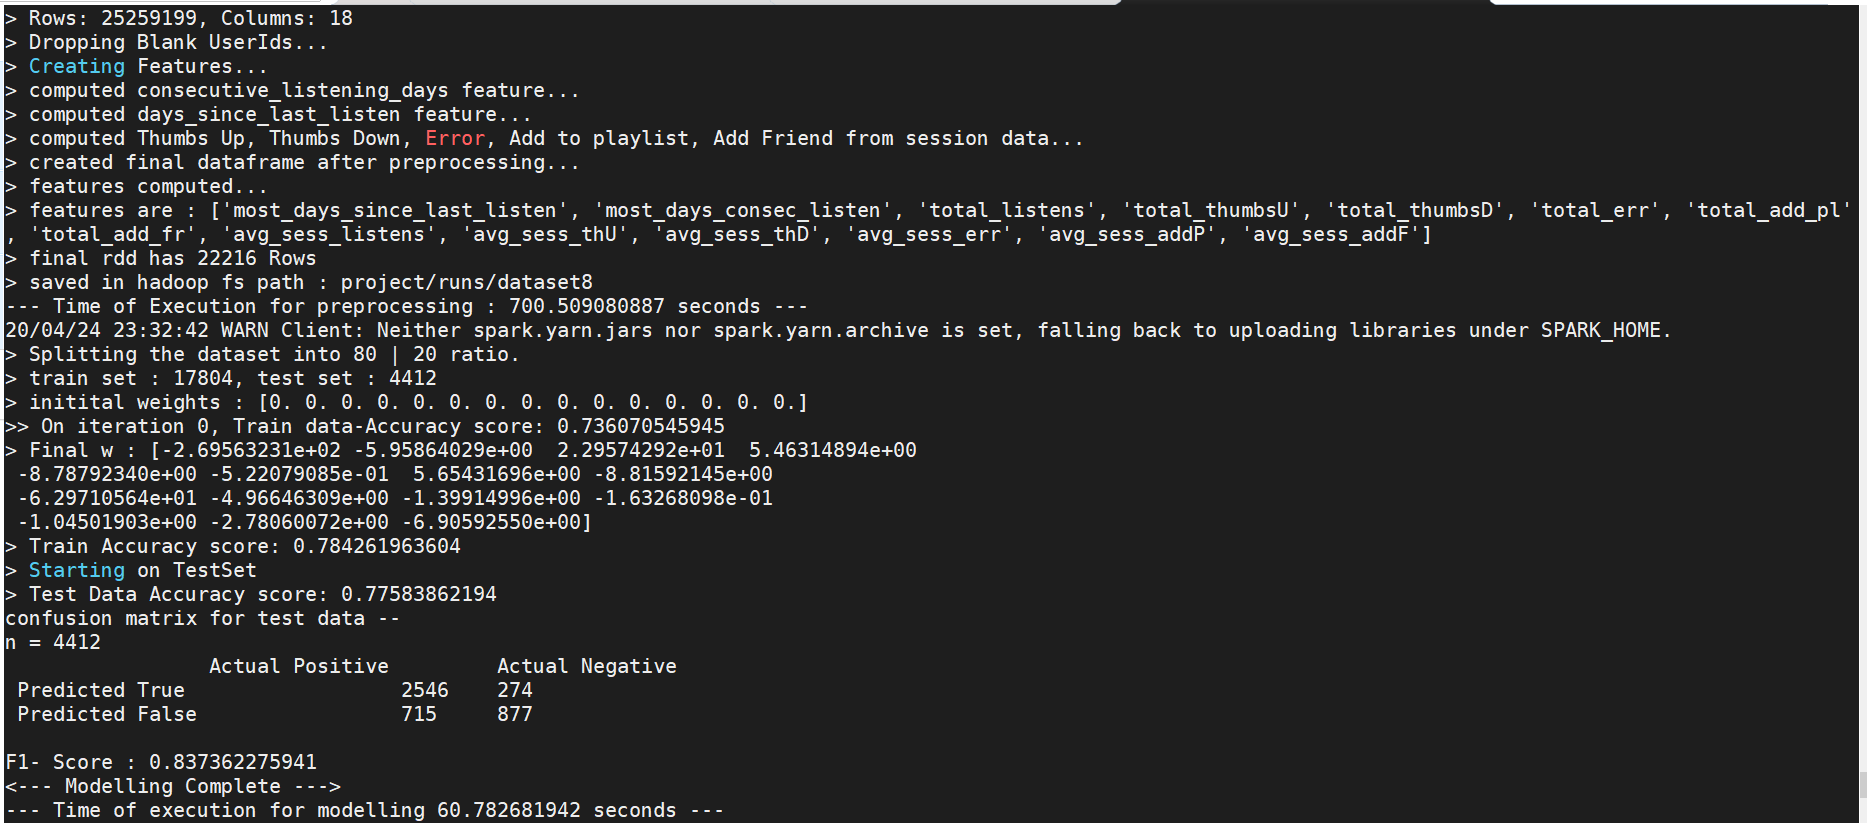 > Rows: 25259199, Columns: 18
> Dropping Blank UserIds...
> Creating Features...
> computed consecutive_listening_days feature...
> computed days_since_last_listen feature...
> computed Thumbs Up, Thumbs Down, Error, Add to playlist, Add Friend from session data...
> created final dataframe after preprocessing...
> features computed...
> features are : ['most_days_since_last_listen', 'most_days_consec_listen', 'total_listens', 'total_thumbsU', 'total_thumbsD', 'total_err', 'total_add_pl'
, 'total_add_fr', 'avg_sess_listens', 'avg_sess_thU', 'avg_sess_thD', 'avg_sess_err', 'avg_sess_addP', 'avg_sess_addF']
> final rdd has 22216 Rows
> saved in hadoop fs path : project/runs/dataset8
--- Time of Execution for preprocessing : 700.509080887 seconds ---
20/04/24 23:32:42 WARN Client: Neither spark.yarn.jars nor spark.yarn.archive is set, falling back to uploading libraries under SPARK_HOME.
> Splitting the dataset into 80 | 20 ratio.
> train set : 17804, test set : 4412
> initital weights : [0. 0. 0. 0. 0. 0. 0. 0. 0. 0. 0. 0. 0. 0. 0.]
>> On iteration 0, Train data-Accuracy score: 0.736070545945
> Final w : [-2.69563231e+02 -5.95864029e+00  2.29574292e+01  5.46314894e+00
 -8.78792340e+00 -5.22079085e-01  5.65431696e+00 -8.81592145e+00
 -6.29710564e+01 -4.96646309e+00 -1.39914996e+00 -1.63268098e-01
 -1.04501903e+00 -2.78060072e+00 -6.90592550e+00]
> Train Accuracy score: 0.784261963604
> Starting on TestSet
> Test Data Accuracy score: 0.77583862194
confusion matrix for test data --
n = 4412
Actual Positive Actual Negative
Predicted True 2546 274
Predicted False 715 877
F1- Score : 0.837362275941
<--- Modelling Complete --->
--- Time of execution for modelling 60.782681942 seconds ---